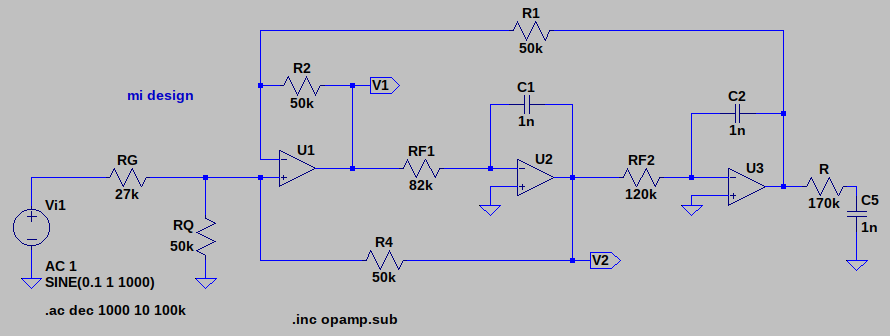 R1
50k
R2
50k
V1
mi design
C1
1n
C2
1n
U1
RG
27k
RF1
82k
U2
RF2
120k
U3
R
170k
C5
1n
Vi1
RQ
50k
R4
50k
V2
AC 1
SINE(0.1 1 1000)
.ac dec 1000 10 100k
.inc opamp.sub